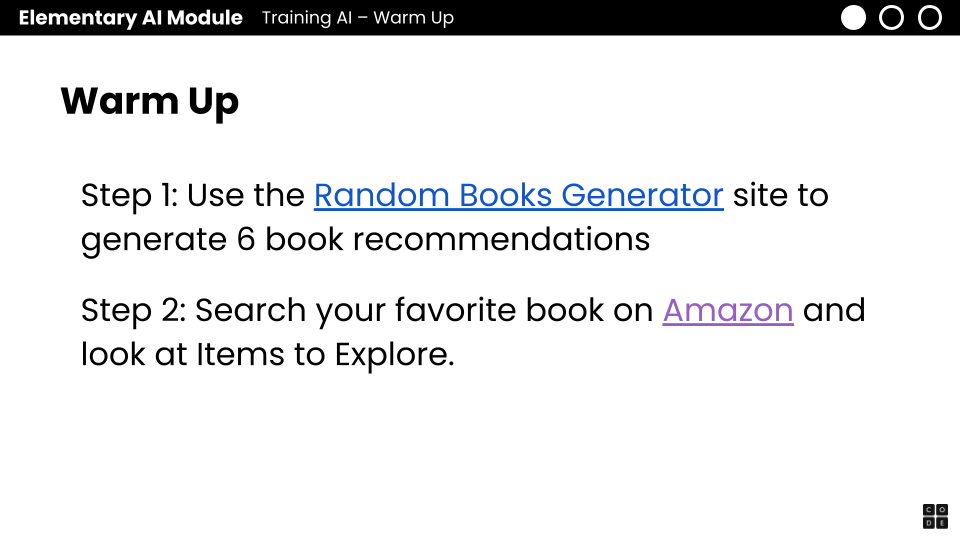 Elementary AI Module Training AI – Warm Up
Warm Up
Step 1: Use the Random Books Generator site to
generate 6 book recommendations
Step 2: Search your favorite book on Amazon and
look at Items to Explore.
C O
D E